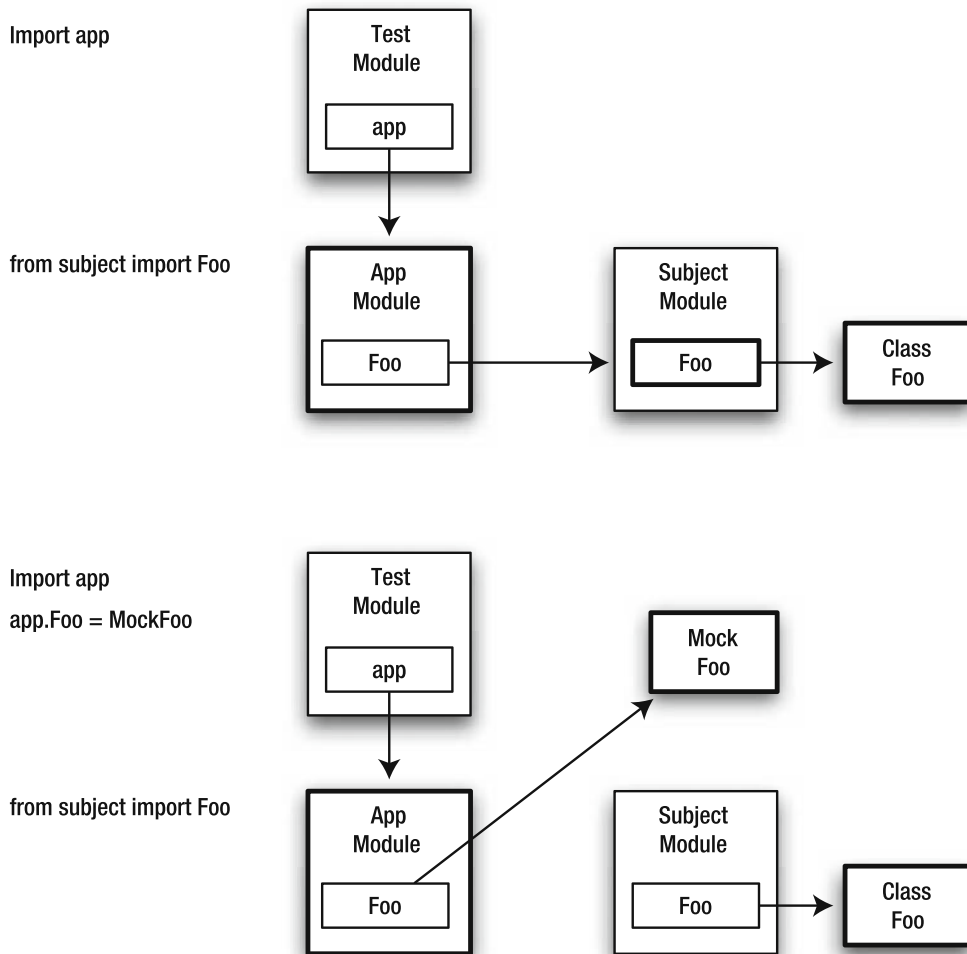 Import app
Test
Module
app
from subject import Foo
App
Module
Foo
Subject
Module
Foo
Class
Foo
Import app
app.Foo = MockFoo
Test
Module
app
Mock
Foo
from subject import Foo
App
Module
Foo
Subject
Module
Foo
Class
Foo